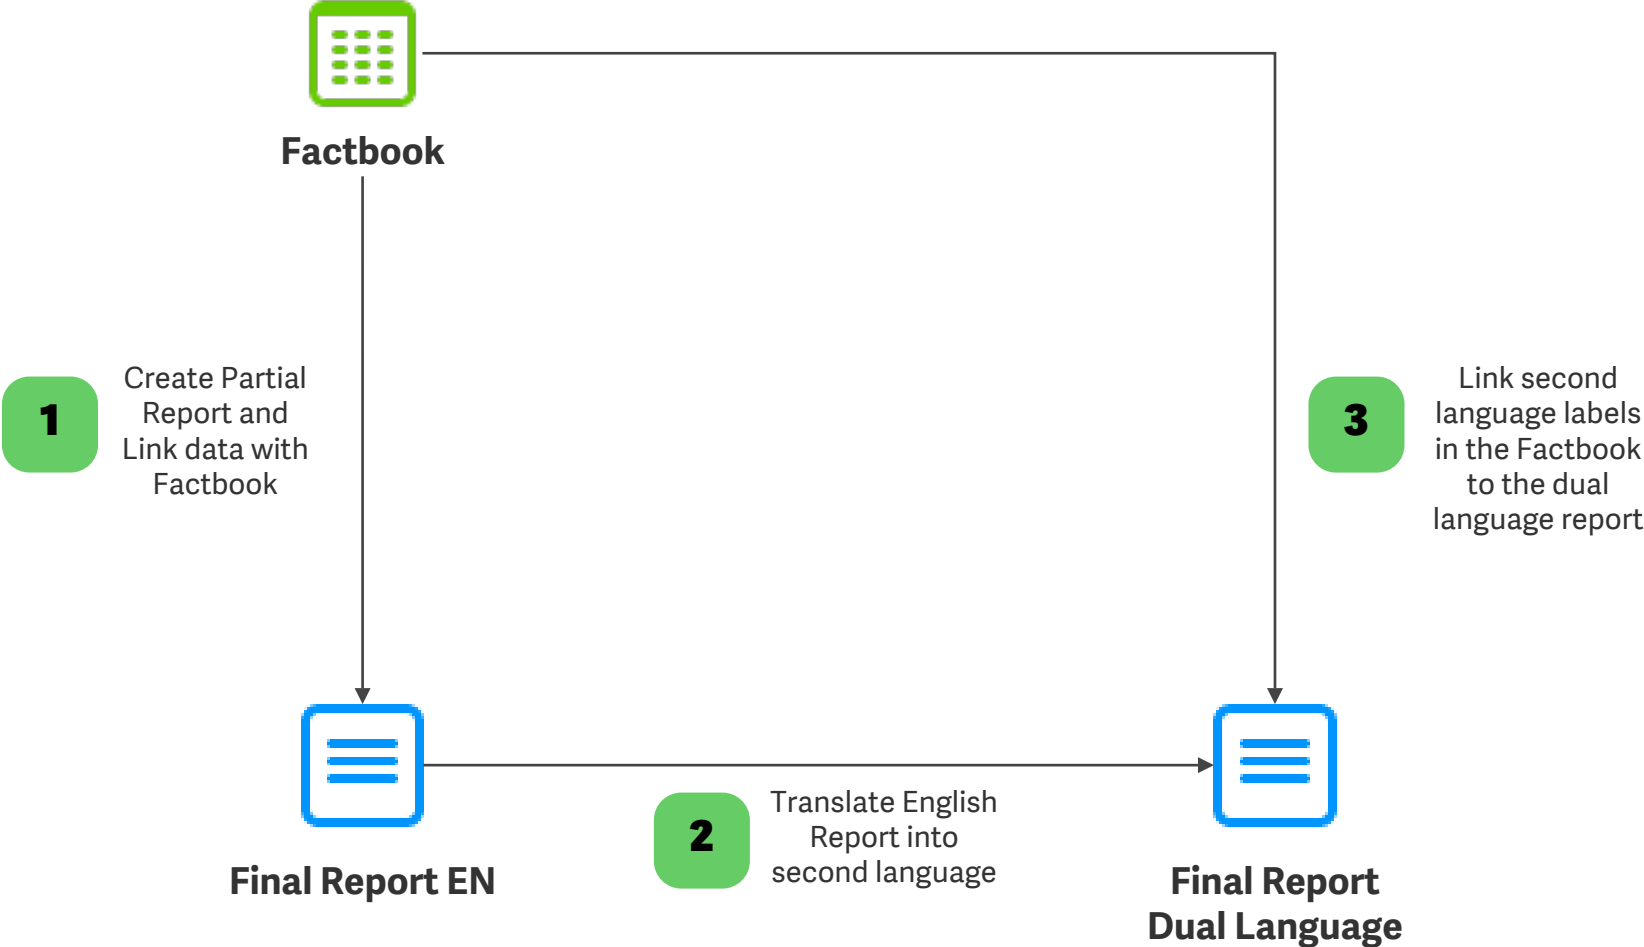 Factbook
1
Create Partial
Report and
Link data with
Factbook
3
Link second
language labels
in the Factbook
to the dual
language report
2
Translate English
Report into
second language
Final Report EN
Final Report
Dual Language